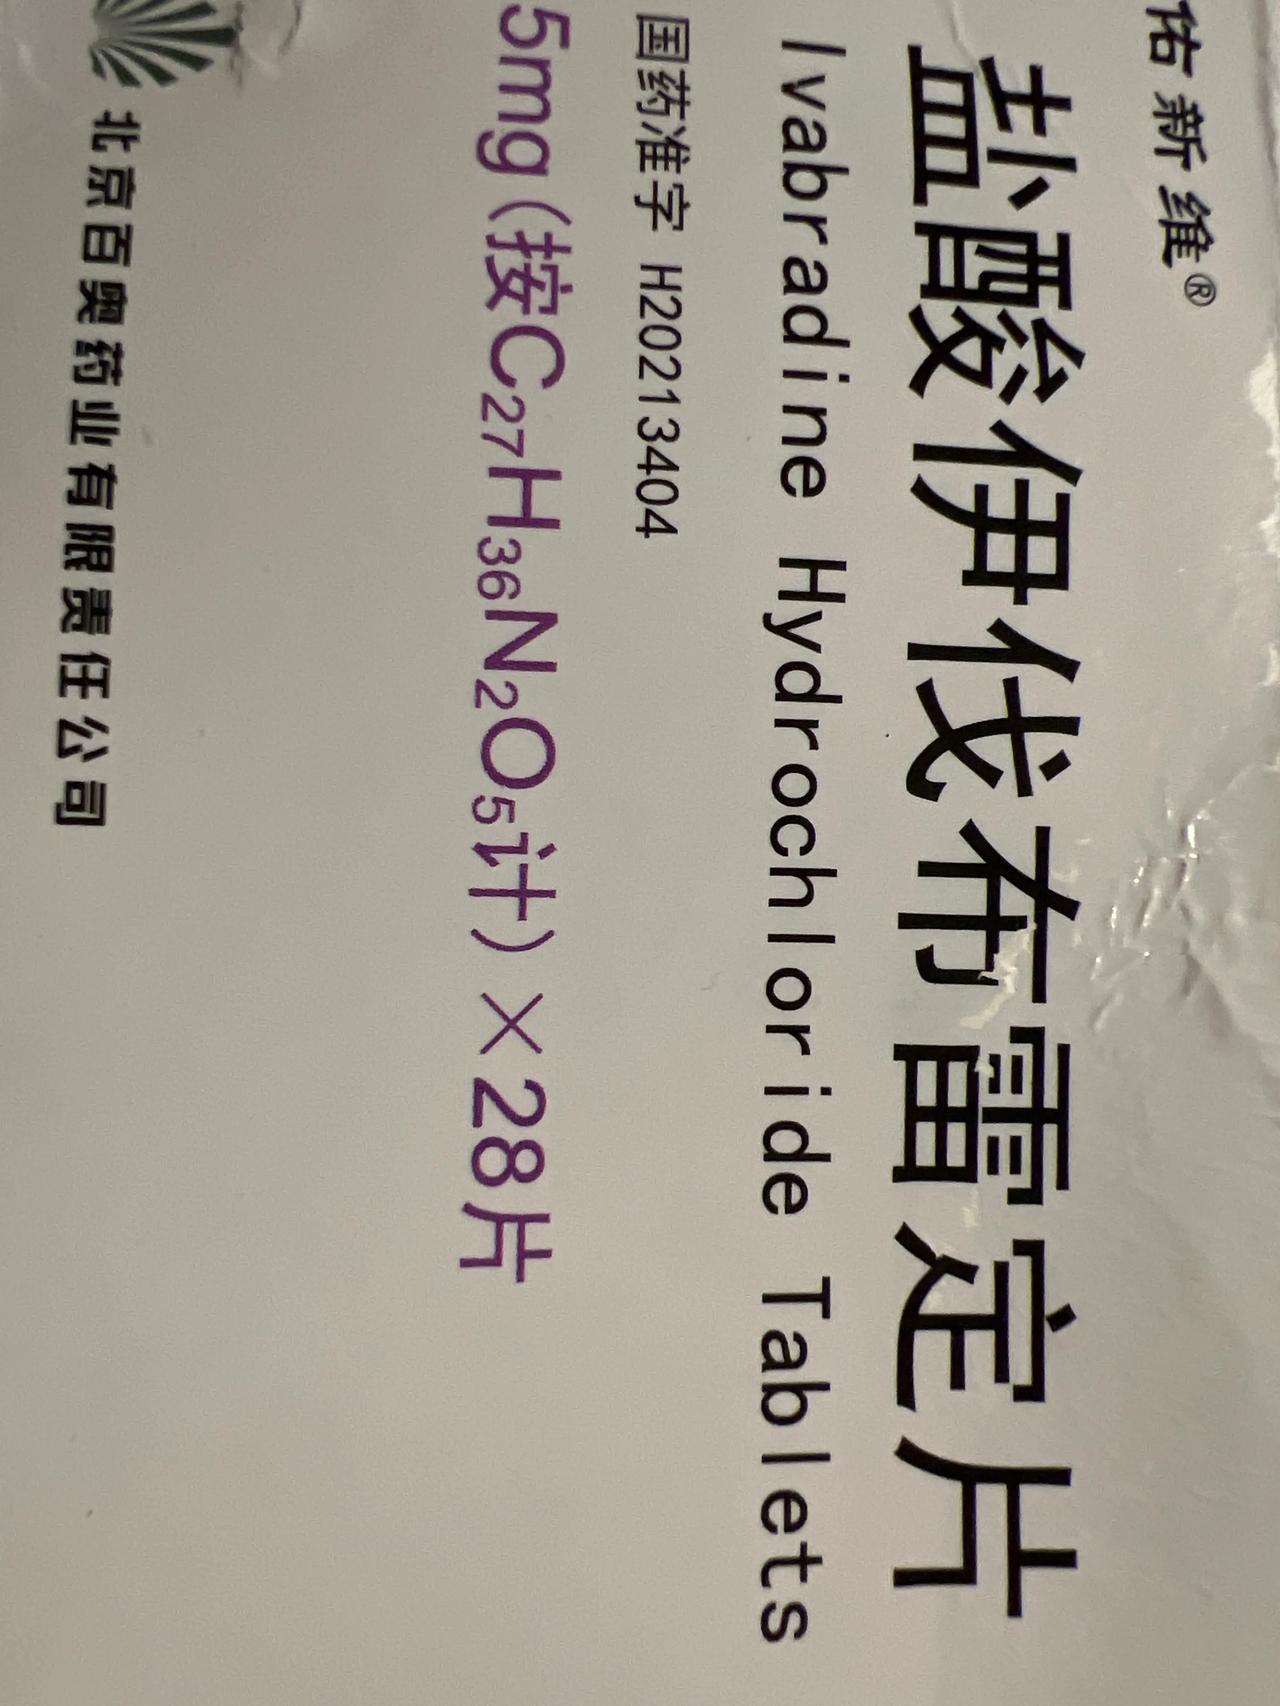 佑新维®
盐酸伊伐布雷定片
Ivabradine Hydrochloride Tablets
国药准字 H20213404
5mg(按C₂₇H₃₆N₂O₅计)×28片
北京百奥药业有限责任公司